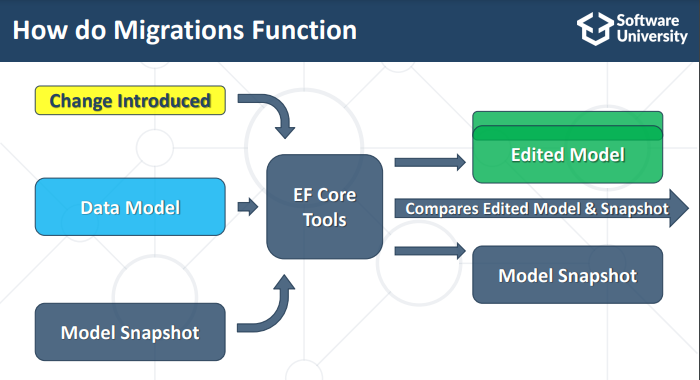 How do Migrations Function
Software
University
Change Introduced
Data Model
Model Snapshot
EF Core
Tools
Edited Model
Compares Edited Model & Snapshot
Model Snapshot